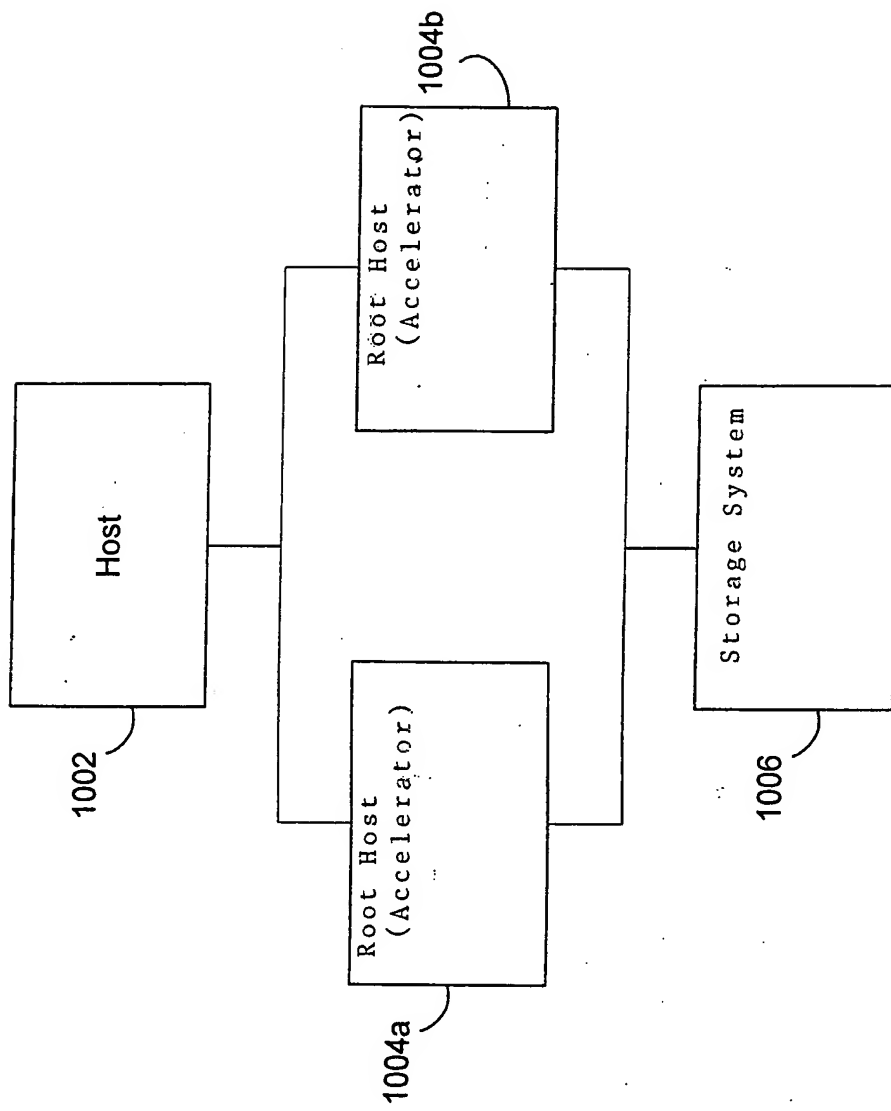 Host
1002
Root Host
(Accelerator)
1004a
Root Host
(Accelerator)
1004b
Storage System
1006